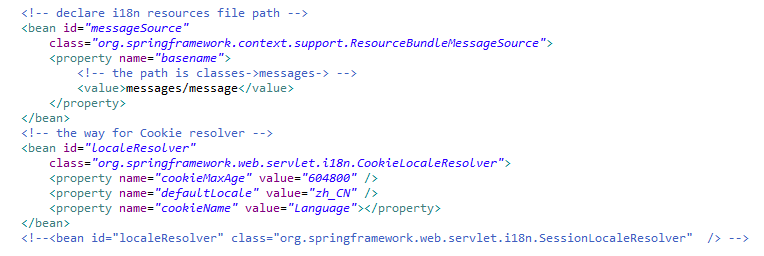 <!-- declare i18n resources file path -->
<bean id="messageSource"
class="org.springframework.context.support.ResourceBundleMessageSource">
<property name="basename">
<!-- the path is classes->messages-> -->
<value>messages/message</value>
</property>
</bean>
<!-- the way for Cookie resolver -->
<bean id="localeResolver"
class="org.springframework.web.servlet.i18n.CookieLocaleResolver">
<property name="cookieMaxAge" value="604800" />
<property name="defaultLocale" value="zh_CN" />
<property name="cookieName" value="Language"></property>
</bean>
<!--<bean id="localeResolver" class="org.springframework.web.servlet.i18n.SessionLocaleResolver"  /> -->